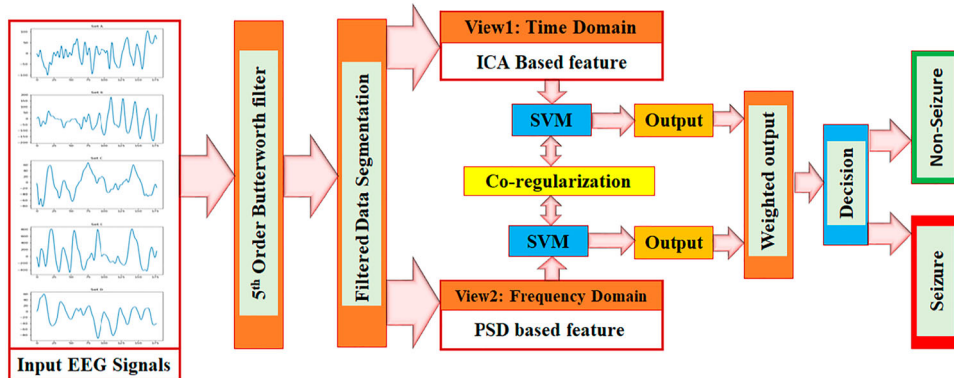 Input EEG Signals
5th Order Butterworth filter
Filtered Data Segmentation
View1: Time Domain
ICA Based feature
SVM
Output
Co-regularization
SVM
Output
View2: Frequency Domain
PSD based feature
Weighted output
Decision
Non-Seizure
Seizure